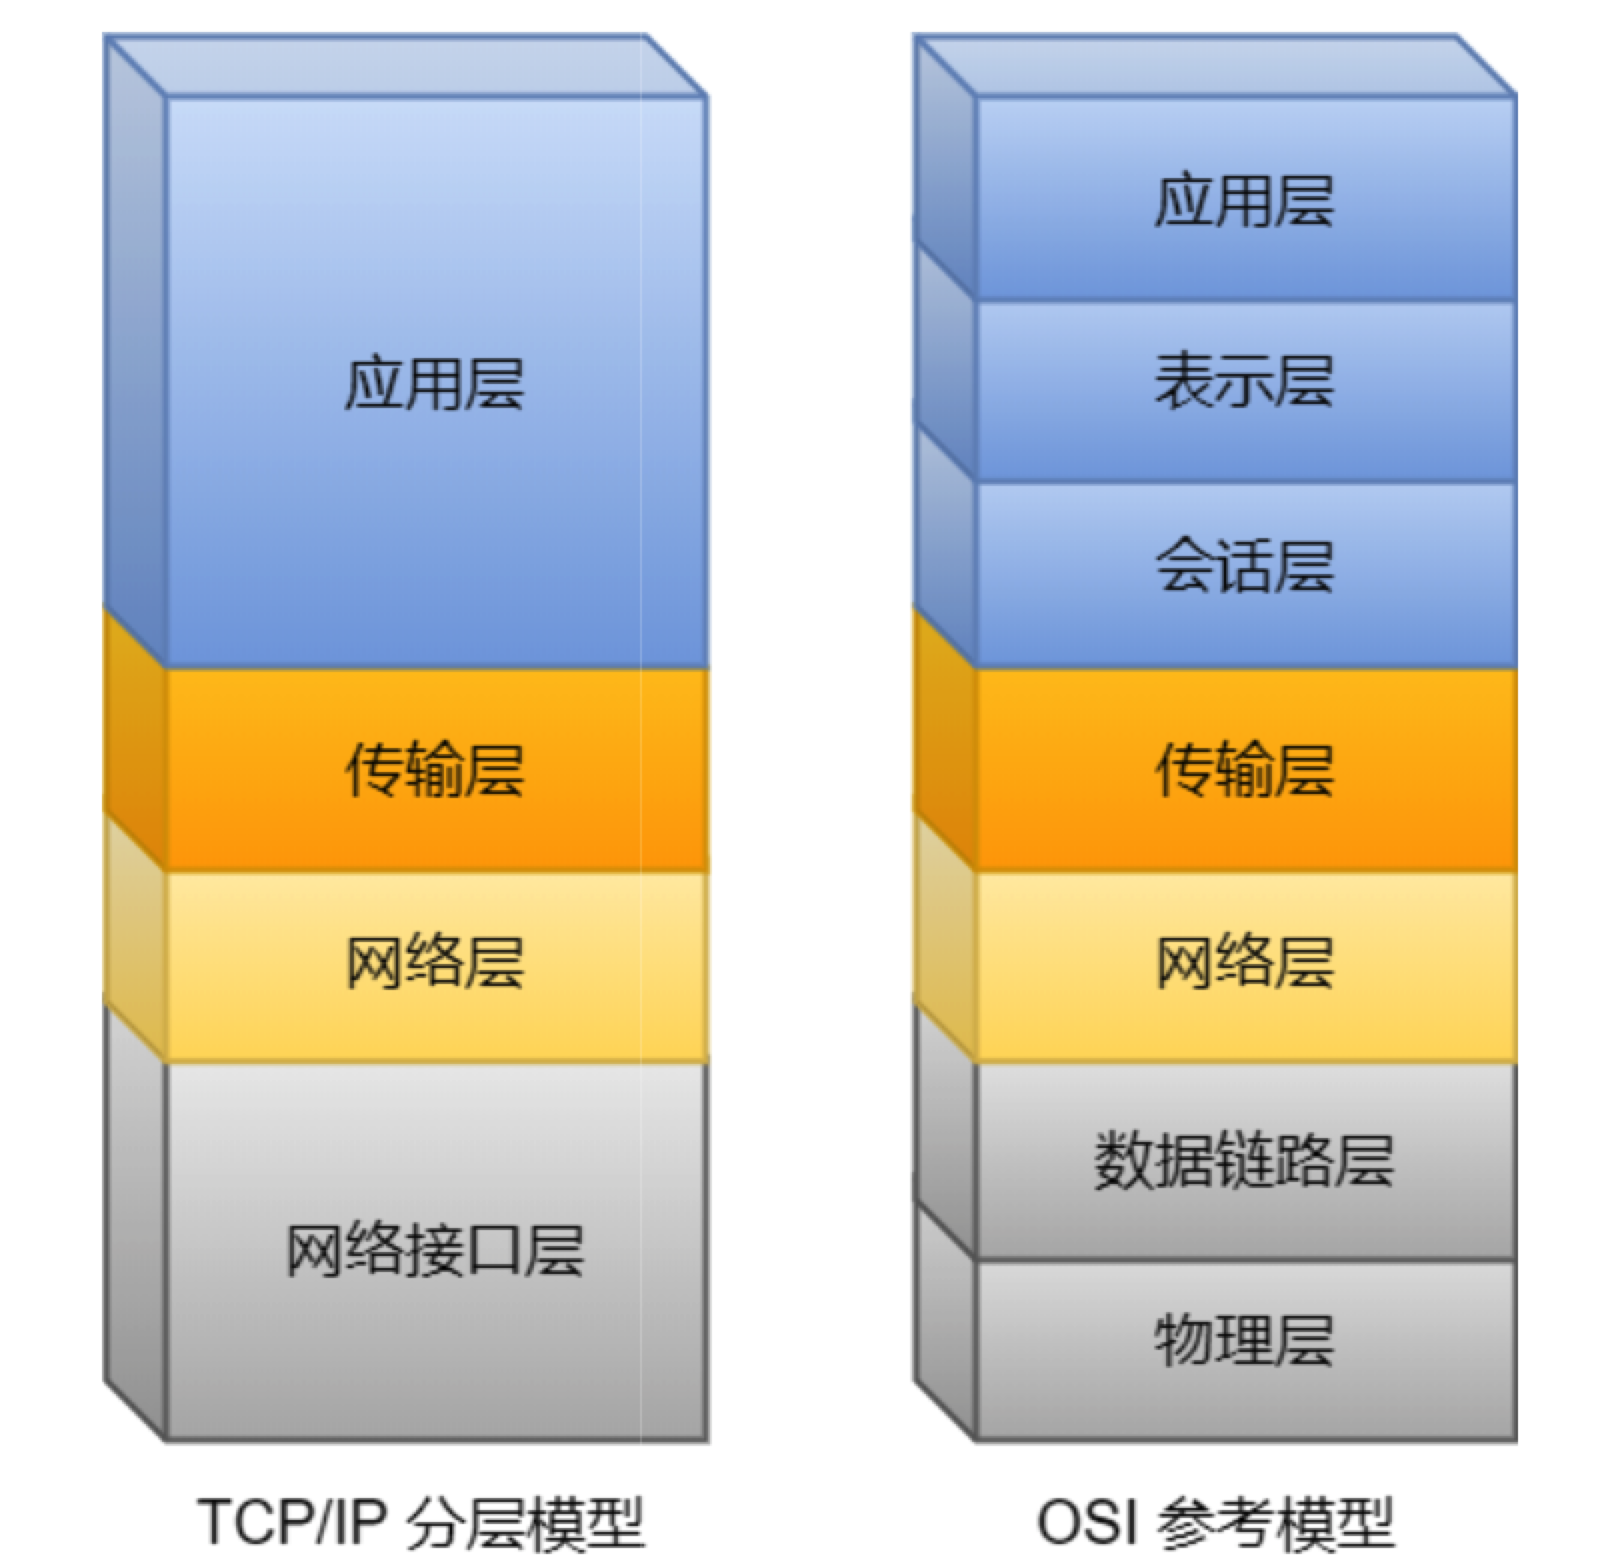 应用层
传输层
网络层
网络接口层
TCP/IP 分层模型
应用层
表示层
会话层
传输层
网络层
数据链路层
物理层
OSI 参考模型